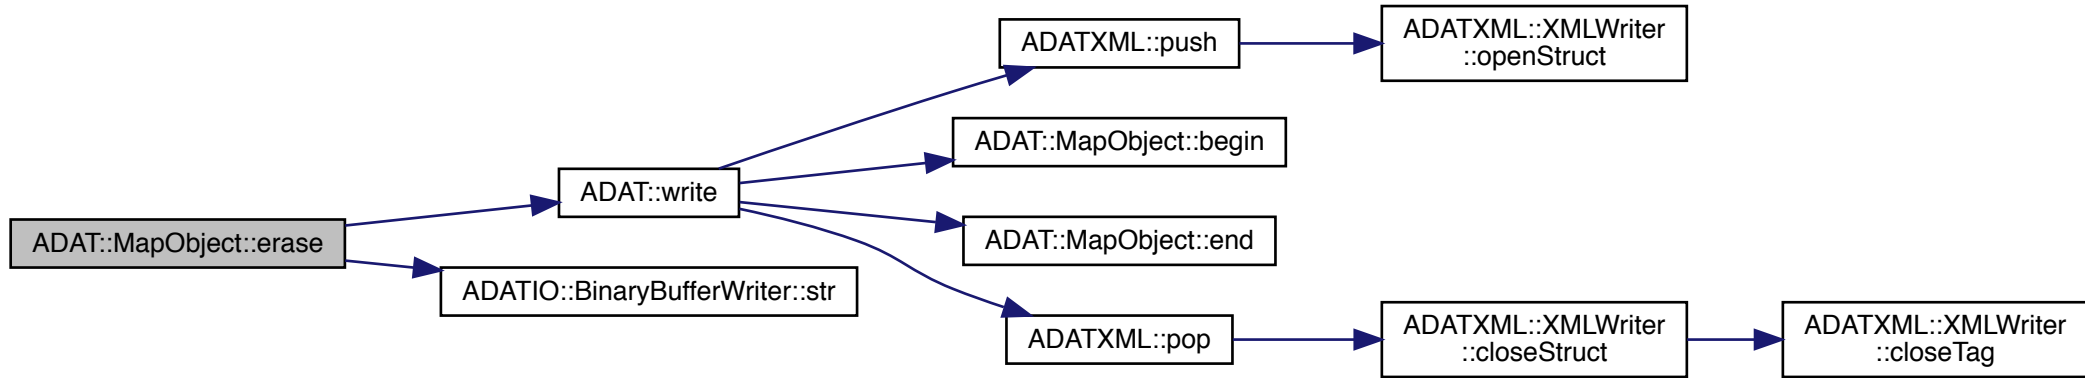 ADATXML::push
ADATXML::XMLWriter
::openStruct
ADAT::MapObject::begin
ADAT::write
ADAT::MapObject::erase
ADAT::MapObject::end
ADATIO::BinaryBufferWriter::str
ADATXML::pop
ADATXML::XMLWriter
::closeStruct
ADATXML::XMLWriter
::closeTag